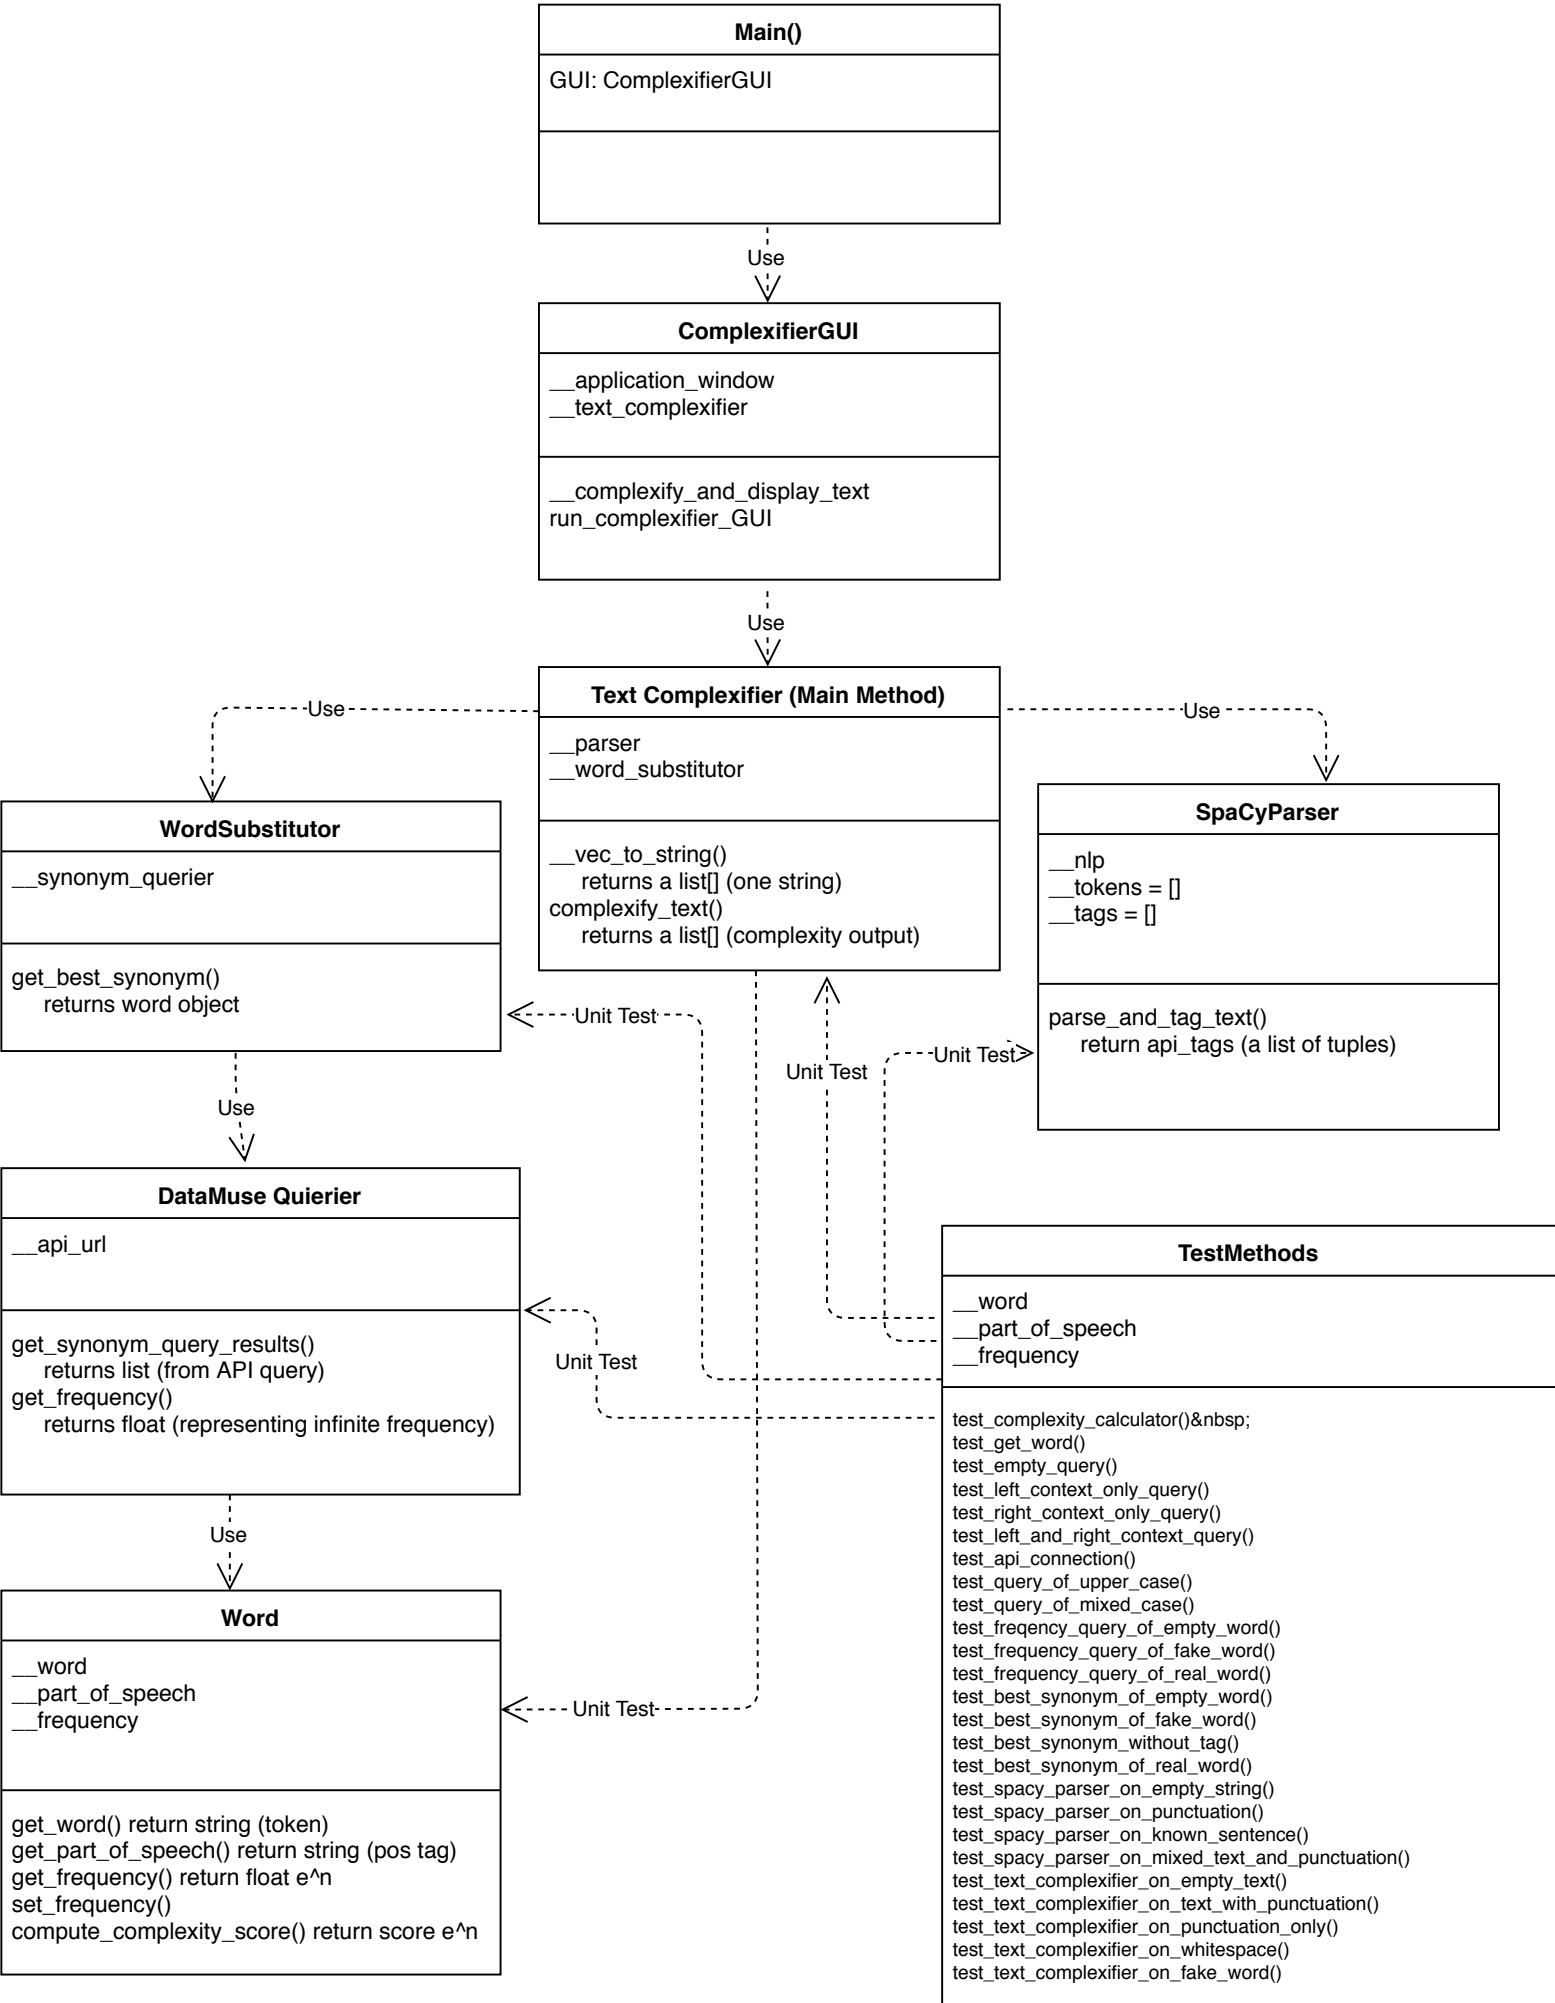 Main()
GUI: ComplexifierGUI
Use
ComplexifierGUI
__application_window
__text_complexifier
__complexify_and_display_text
run_complexifier_GUI
Use
Text Complexifier (Main Method)
__parser
__word_substitutor
__vec_to_string()
returns a list[] (one string)
complexify_text()
returns a list[] (complexity output)
Use
Use
WordSubstitutor
__synonym_querier
get_best_synonym()
returns word object
SpaCyParser
__nlp
__tokens = []
__tags = []
parse_and_tag_text()
return api_tags (a list of tuples)
Unit Test
Unit Test
Unit Test
Use
DataMuse Quierier
__api_url
get_synonym_query_results()
returns list (from API query)
get_frequency()
returns float (representing infinite frequency)
Unit Test
Use
Word
__word
__part_of_speech
__frequency
get_word() return string (token)
get_part_of_speech() return string (pos tag)
get_frequency() return float e^n
set_frequency()
compute_complexity_score() return score e^n
Unit Test
TestMethods
__word
__part_of_speech
__frequency
test_complexity_calculator()&nbsp;
test_get_word()
test_empty_query()
test_left_context_only_query()
test_right_context_only_query()
test_left_and_right_context_query()
test_api_connection()
test_query_of_upper_case()
test_query_of_mixed_case()
test_freqency_query_of_empty_word()
test_frequency_query_of_fake_word()
test_frequency_query_of_real_word()
test_best_synonym_of_empty_word()
test_best_synonym_of_fake_word()
test_best_synonym_without_tag()
test_best_synonym_of_real_word()
test_spacy_parser_on_empty_string()
test_spacy_parser_on_punctuation()
test_spacy_parser_on_known_sentence()
test_spacy_parser_on_mixed_text_and_punctuation()
test_text_complexifier_on_empty_text()
test_text_complexifier_on_text_with_punctuation()
test_text_complexifier_on_punctuation_only()
test_text_complexifier_on_whitespace()
test_text_complexifier_on_fake_word()